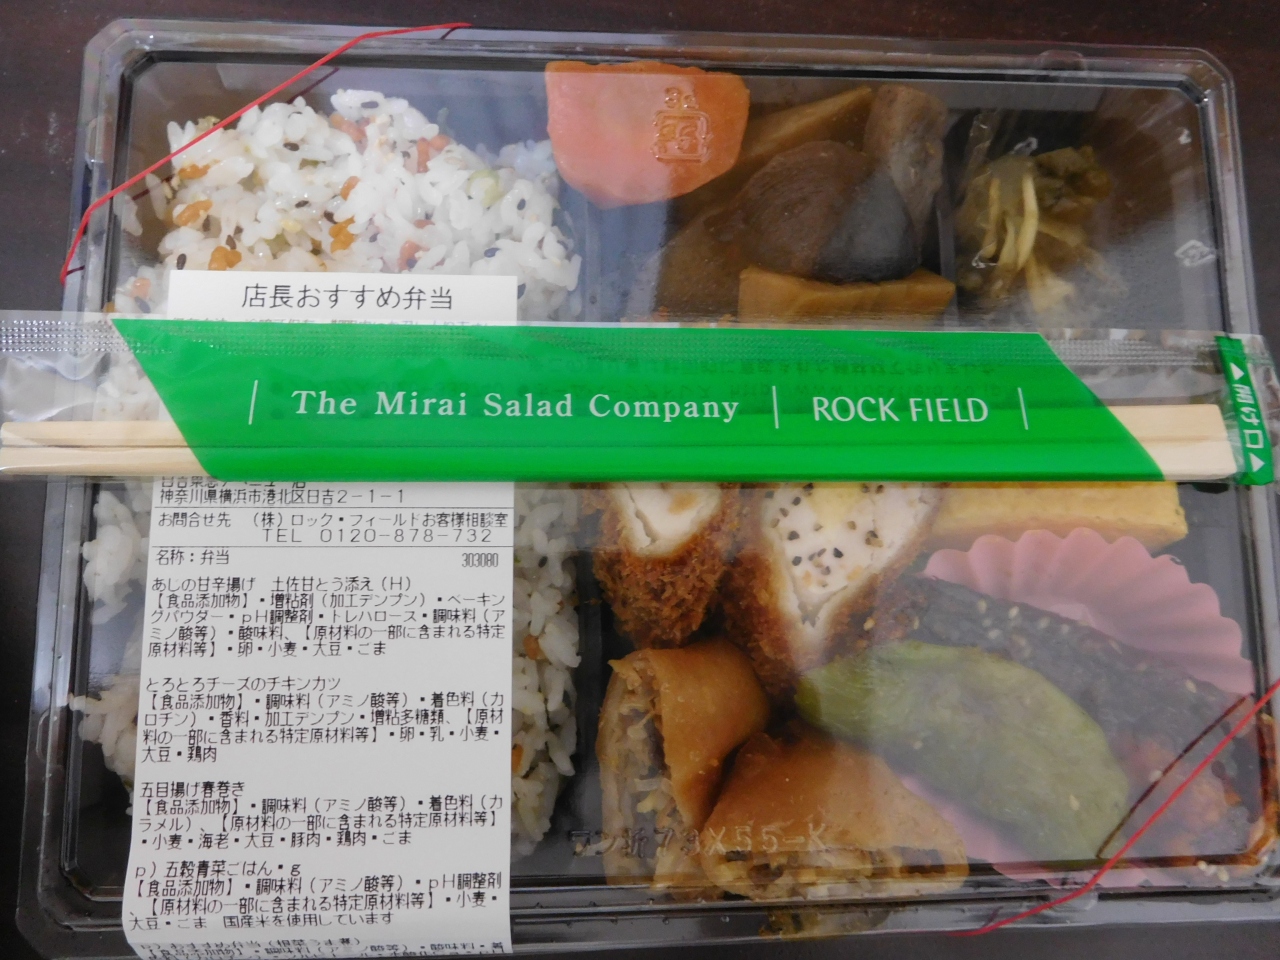 店長おすすめ弁当
The Mirai Salad Company
ROCK FIELD
開け口
神奈川県横浜市港北区日吉2-1-1
お問合せ先 (株)ロック・フィールドお客様相談室
TEL 0120-878-732
名称:弁当 303080
あじの甘辛揚げ 土佐甘とう添え(H)
【食品添加物】・増粘剤(加工デンプン)・ベーキン
グパウダー・pH調整剤・トレハロース・調味料(ア
ミノ酸等)・酸味料、【原材料の一部に含まれる特定
原材料等】・卵・小麦・大豆・ごま
とろとろチーズのチキンカツ
【食品添加物】・調味料(アミノ酸等)・着色料(カ
ロチン)・香料・加工デンプン・増粘多糖類、【原材
料の一部に含まれる特定原材料等】・卵・乳・小麦・
大豆・鶏肉
五目揚げ春巻き
【食品添加物】・調味料(アミノ酸等)・着色料(カ
ラメル)、【原材料の一部に含まれる特定原材料等】
・小麦・海老・大豆・豚肉・鶏肉・ごま
p)五穀青菜ごはん・g
【食品添加物】・調味料(アミノ酸等)・pH調整剤
、【原材料の一部に含まれる特定原材料等】・小麦・
大豆・ごま 国産米を使用しています
ワン折73X55-K